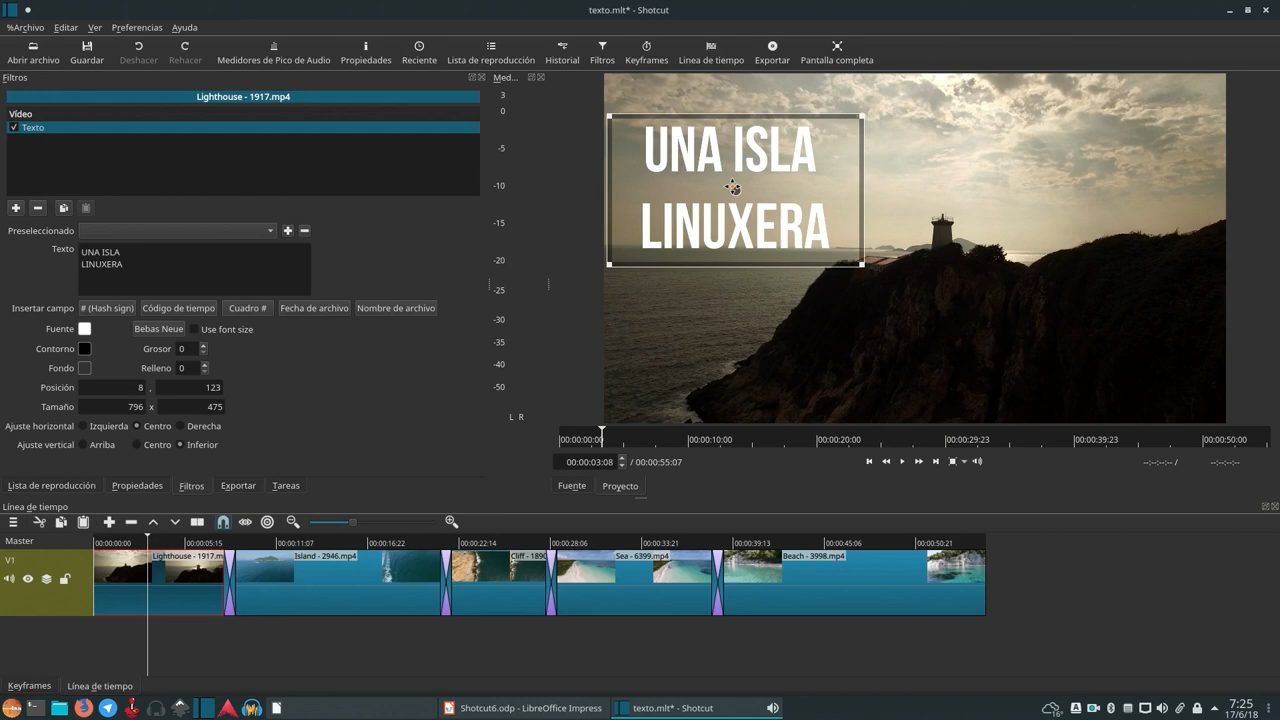 texto.mlt* - Shotcut
%Archivo Editar Ver Preferencias Ayuda
Abrir archivo Guardar Deshacer Rehacer Medidores de Pico de Audio Propiedades Reciente Lista de reproducción Historial Filtros Keyframes Linea de tiempo Exportar Pantalla completa
Filtros
Med...
Lighthouse - 1917.mp4
Vídeo
Texto
3
0
-5
-10
-15
-20
-25
-30
-35
-40
-50
L R
Preseleccionado
Texto
UNA ISLA
LINUXERA
Insertar campo # (Hash sign) Código de tiempo Cuadro # Fecha de archivo Nombre de archivo
Fuente Bebas Neue Use font size
Contorno Grosor 0
Fondo Relleno 0
Posición 8 , 123
Tamaño 796 x 475
Ajuste horizontal Izquierda Centro Derecha
Ajuste vertical Arriba Centro Inferior
Lista de reproducción Propiedades Filtros Exportar Tareas
UNA ISLA
LINUXERA
00:00:00:00 00:00:10:00 00:00:20:00 00:00:29:23 00:00:39:23 00:00:50:00
00:00:03:08 / 00:00:55:07 --:--:--:-- / --:--:--:--
Fuente Proyecto
Línea de tiempo
Master
00:00:00:00 00:00:05:15 00:00:11:07 00:00:16:22 00:00:22:14 00:00:28:06 00:00:33:21 00:00:39:13 00:00:45:06 00:00:50:21
V1
Lighthouse - 1917.m Island - 2946.mp4 Cliff - 1890 Sea - 6399.mp4 Beach - 3998.mp4
Keyframes Línea de tiempo
Shotcut6.odp - LibreOffice Impress
texto.mlt* - Shotcut
16°
A
7:25
17/6/18